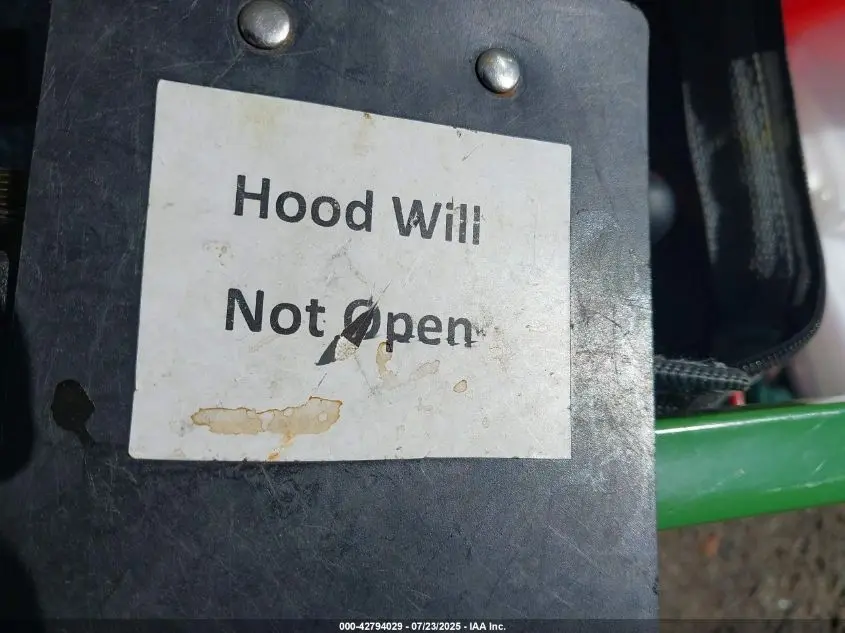 Hood Will
Not Open
000-42794029 - 07/23/2025 - IAA Inc.